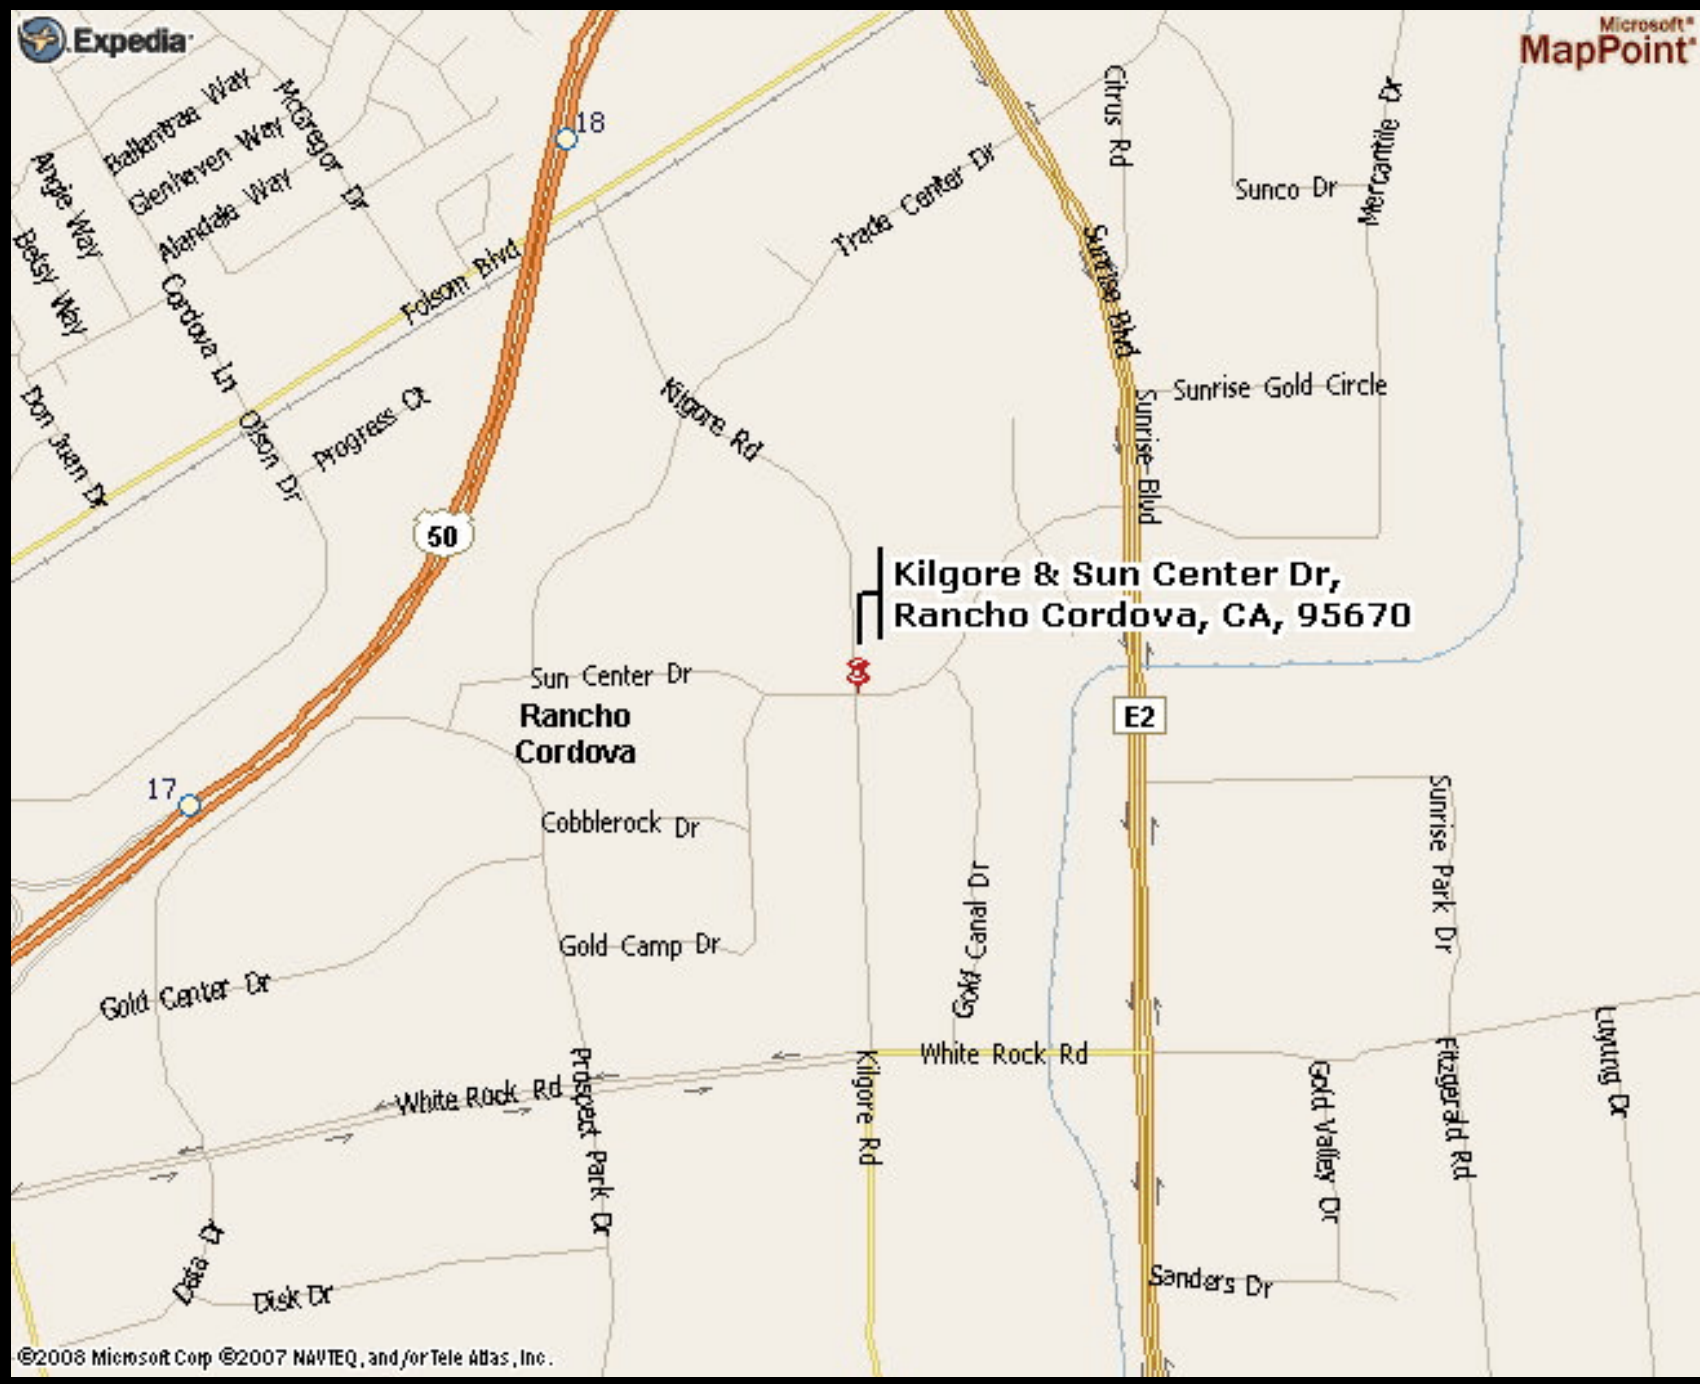 Expedia
Microsoft®
MapPoint®
18
Ballantrae Way
McGregor Dr
Glenhaven Way
Angie Way
Alandale Way
Betsy Way
Cordova Ln
Folsom Blvd
Citrus Rd
Mercantile Dr
Sunco Dr
Trade Center Dr
Sunrise Blvd
Don Juan Dr
Olson Dr
Progress Ct
Kilgore Rd
Sunrise Gold Circle
Sunrise Blvd
50
Kilgore & Sun Center Dr,
Rancho Cordova, CA, 95670
Sun Center Dr
Rancho
Cordova
E2
17
Cobblerock Dr
Sunrise Park Dr
Gold Camp Dr
Gold Canal Dr
Gold Center Dr
White Rock Rd
White Rock Rd
Prospect Park Dr
Kilgore Rd
Gold Valley Dr
Fitzgerald Rd
Luyung Dr
Data Dr
Disk Dr
Sanders Dr
©2008 Microsoft Corp ©2007 NAVTEQ, and/or Tele Atlas, Inc.